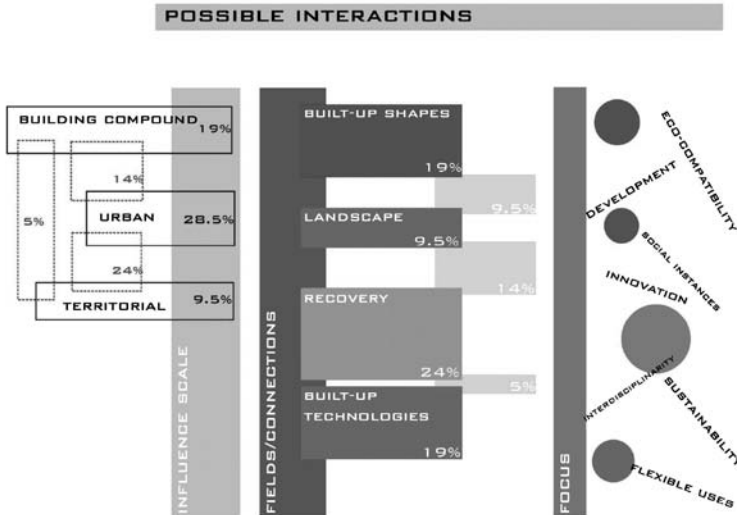 POSSIBLE INTERACTIONS
BUILDING COMPOUND
19%
14%
5%
URBAN
28.5%
24%
TERRITORIAL
9.5%
INFLUENCE SCALE
FIELDS/CONNECTIONS
BUILT-UP SHAPES
19%
9.5%
LANDSCAPE
9.5%
14%
RECOVERY
24%
5%
BUILT-UP
TECHNOLOGIES
19%
FOCUS
ECO-COMPATIBILITY
DEVELOPMENT
SOCIAL INSTANCES
INNOVATION
INTERDISCIPLINARITY
SUSTAINABILITY
FLEXIBLE USES